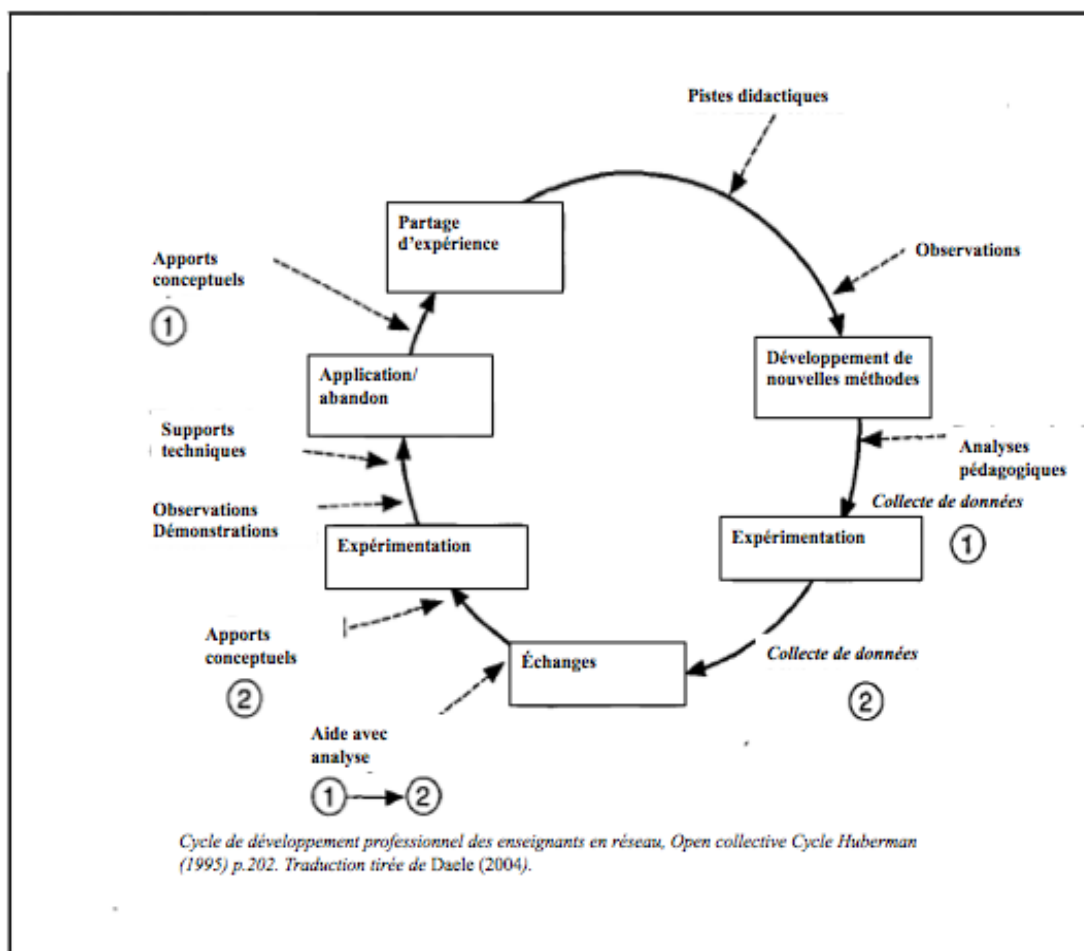 Pistes didactiques
Partage
d'expérience
Observations
Apports
conceptuels
1
Développement de
nouvelles méthodes
Application/
abandon
Supports
techniques
Analyses
pédagogiques
Collecte de données
1
Observations
Démonstrations
Expérimentation
Expérimentation
Apports
conceptuels
2
Échanges
Collecte de données
2
Aide avec
analyse
1 2
Cycle de développement professionnel des enseignants en réseau, Open collective Cycle Huberman
(1995) p.202. Traduction tirée de Daele (2004).